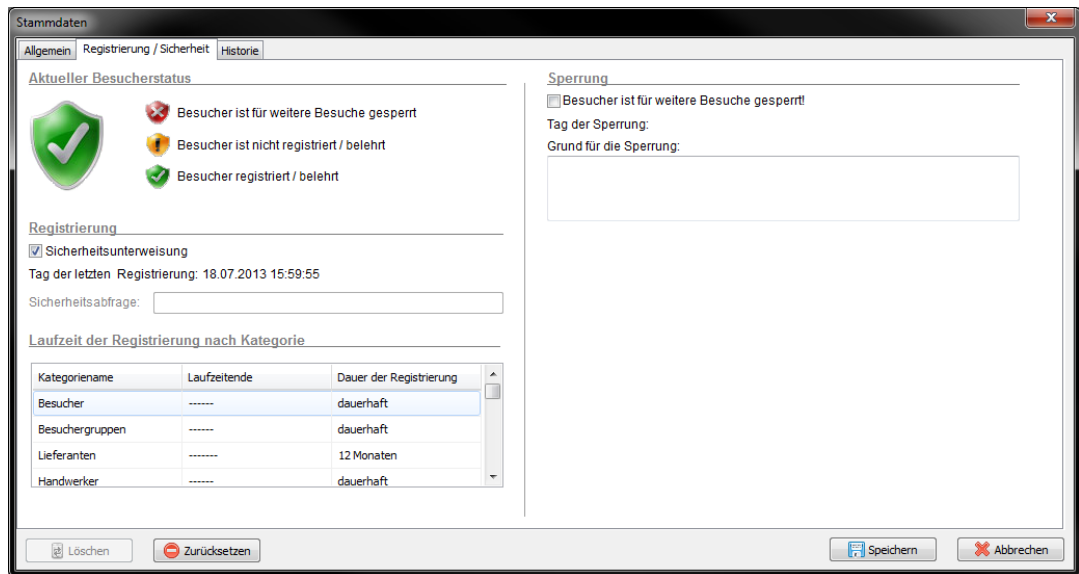 Stammdaten
Allgemein Registrierung / Sicherheit Historie
Aktueller Besucherstatus
Besucher ist für weitere Besuche gesperrt
Besucher ist nicht registriert / belehrt
Besucher registriert / belehrt
Registrierung
Sicherheitsunterweisung
Tag der letzten Registrierung: 18.07.2013 15:59:55
Sicherheitsabfrage:
Laufzeit der Registrierung nach Kategorie
Kategoriename Laufzeitende Dauer der Registrierung
Besucher ------ dauerhaft
Besuchergruppen ------ dauerhaft
Lieferanten ------- 12 Monaten
Handwerker ------ dauerhaft
Sperrung
Besucher ist für weitere Besuche gesperrt!
Tag der Sperrung:
Grund für die Sperrung:
Löschen Zurücksetzen Speichern Abbrechen